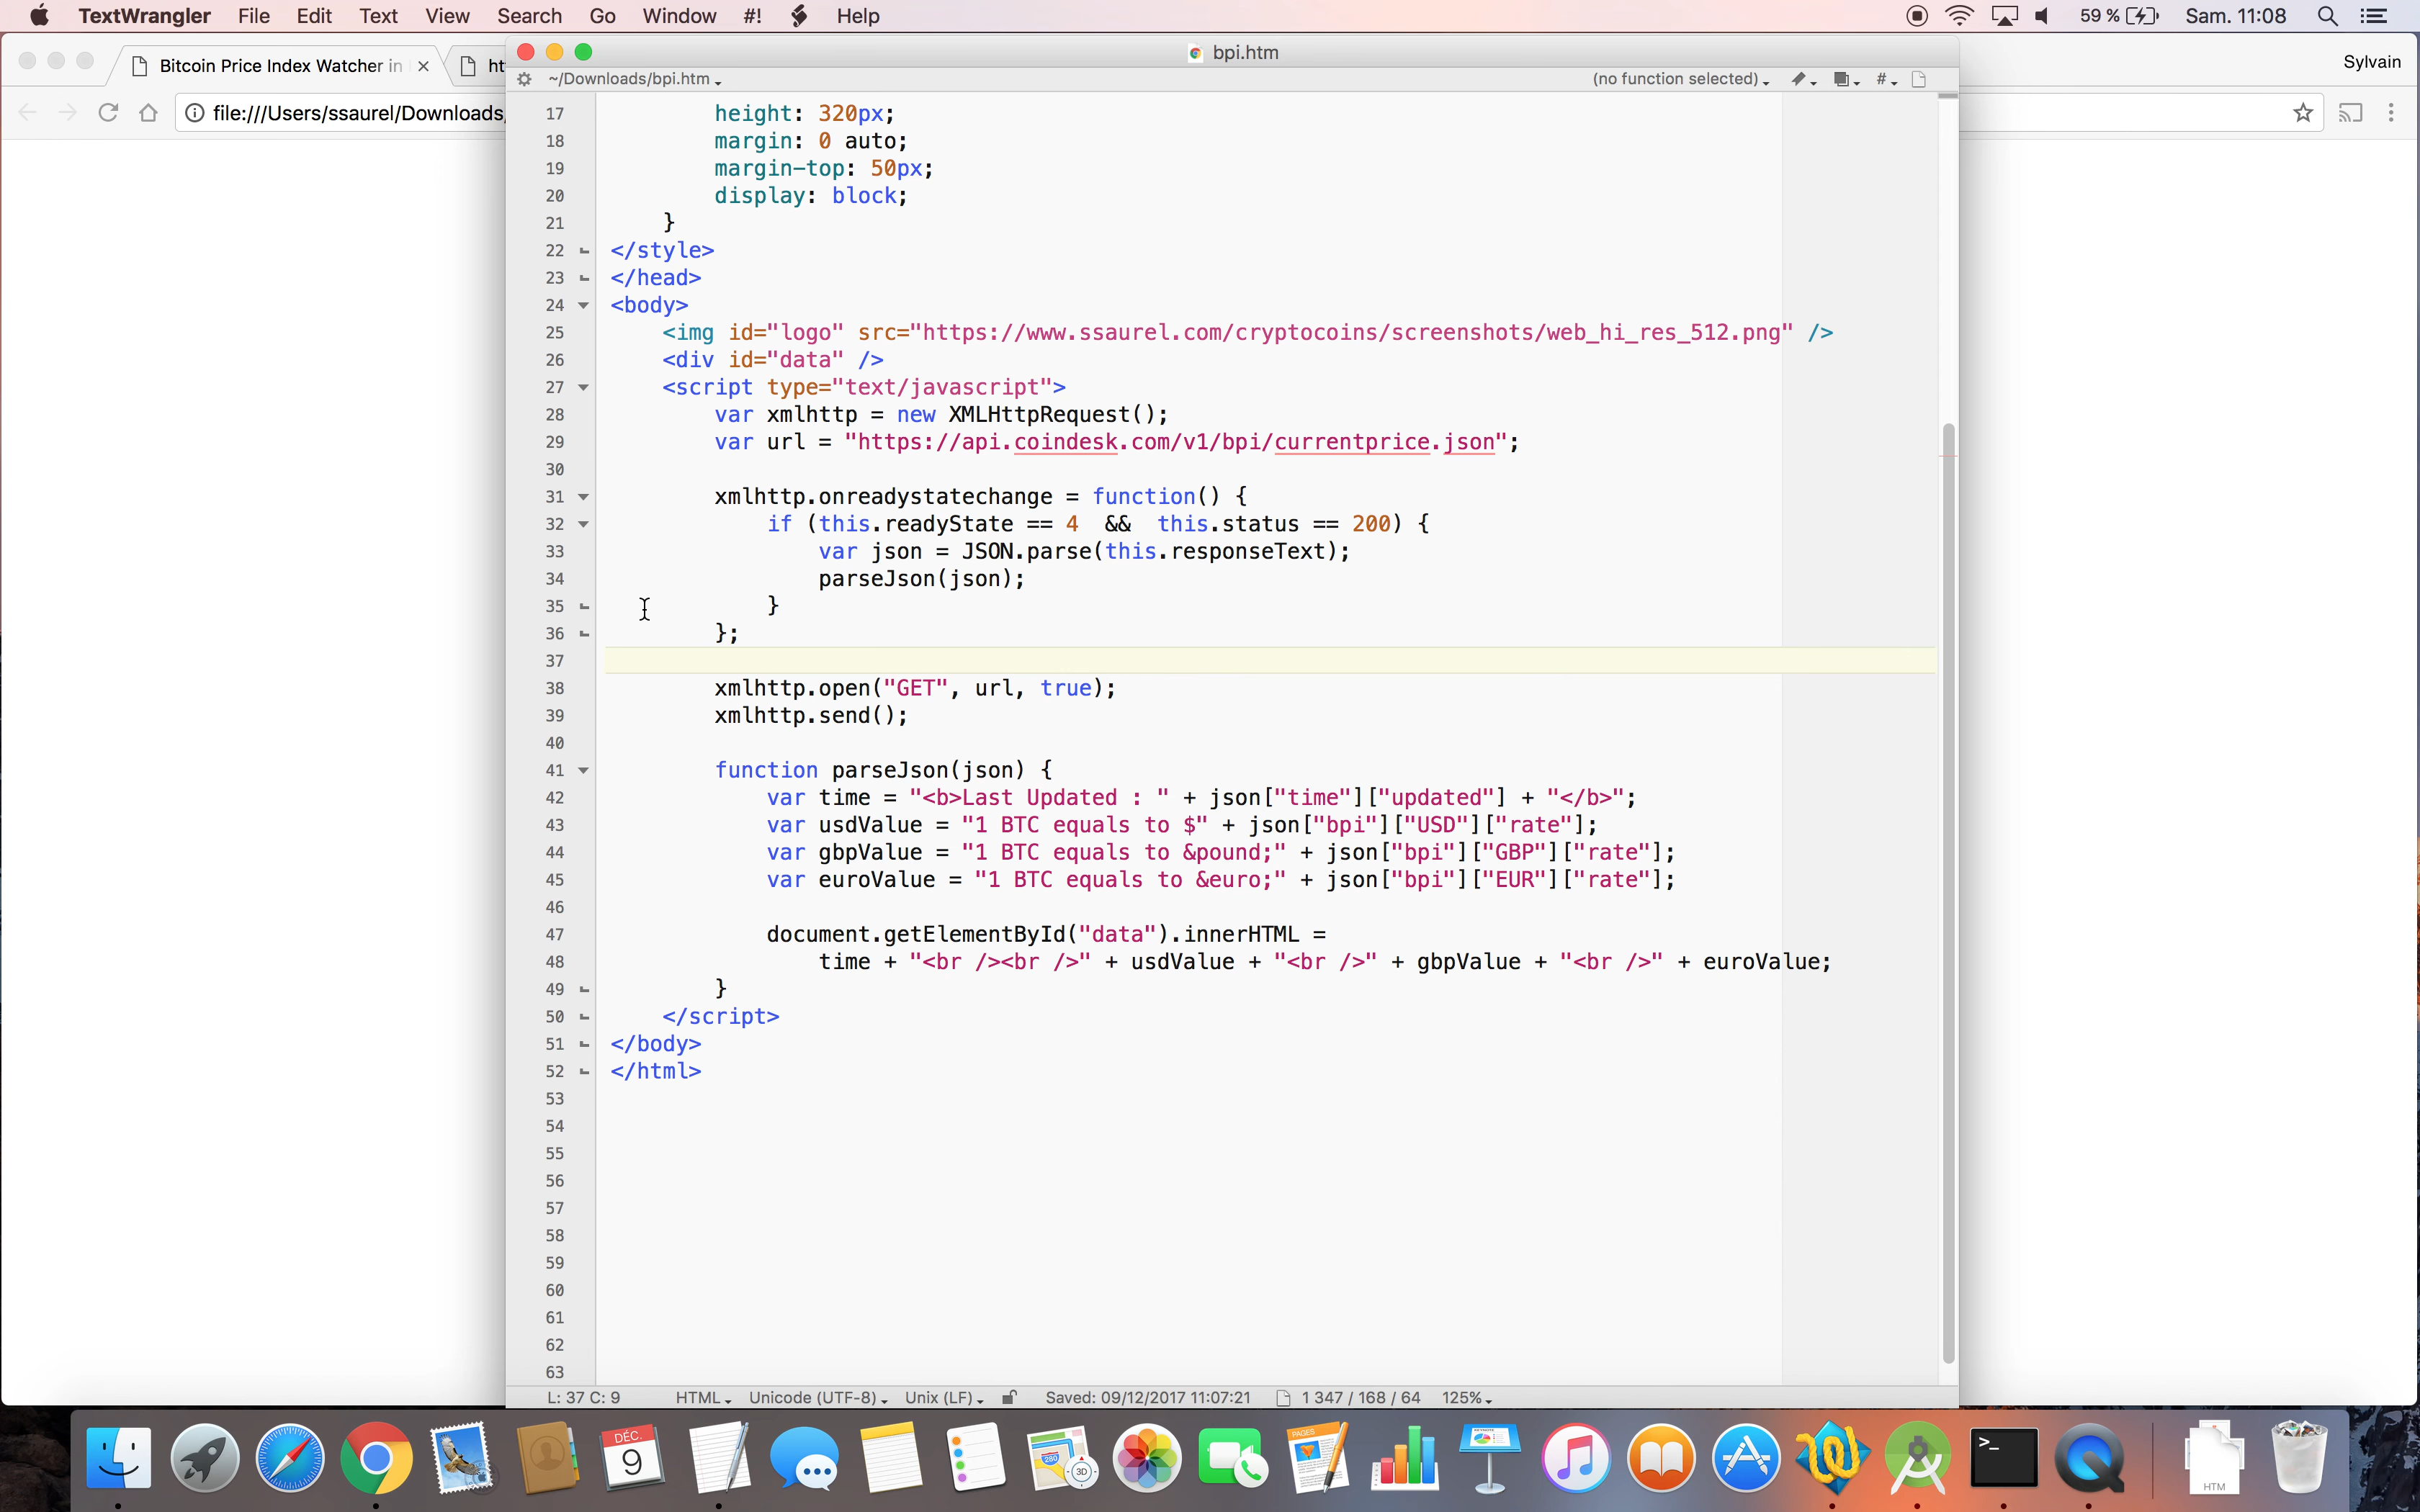 TextWrangler File Edit Text View Search Go Window #! Help 59 % Sam. 11:08
bpi.htm
Bitcoin Price Index Watcher in
ht
Sylvain
~/Downloads/bpi.htm
(no function selected)
#
file:///Users/ssaurel/Downloads,
17 height: 320px;
18 margin: 0 auto;
19 margin-top: 50px;
20 display: block;
21 }
22 </style>
23 </head>
24 <body>
25 <img id="logo" src="https://www.ssaurel.com/cryptocoins/screenshots/web_hi_res_512.png" />
26 <div id="data" />
27 <script type="text/javascript">
28 var xmlhttp = new XMLHttpRequest();
29 var url = "https://api.coindesk.com/v1/bpi/currentprice.json";
30
31 xmlhttp.onreadystatechange = function() {
32 if (this.readyState == 4 && this.status == 200) {
33 var json = JSON.parse(this.responseText);
34 parseJson(json);
35 }
36 };
37
38 xmlhttp.open("GET", url, true);
39 xmlhttp.send();
40
41 function parseJson(json) {
42 var time = "<b>Last Updated : " + json["time"]["updated"] + "</b>";
43 var usdValue = "1 BTC equals to $" + json["bpi"]["USD"]["rate"];
44 var gbpValue = "1 BTC equals to &pound;" + json["bpi"]["GBP"]["rate"];
45 var euroValue = "1 BTC equals to &euro;" + json["bpi"]["EUR"]["rate"];
46
47 document.getElementById("data").innerHTML =
48 time + "<br /><br />" + usdValue + "<br />" + gbpValue + "<br />" + euroValue;
49 }
50 </script>
51 </body>
52 </html>
53
54
55
56
57
58
59
60
61
62
63
L: 37 C: 9 HTML Unicode (UTF-8) Unix (LF) Saved: 09/12/2017 11:07:21 1 347 / 168 / 64 125%
DÉC.
9
280
3D
PAGES
>_
HTM